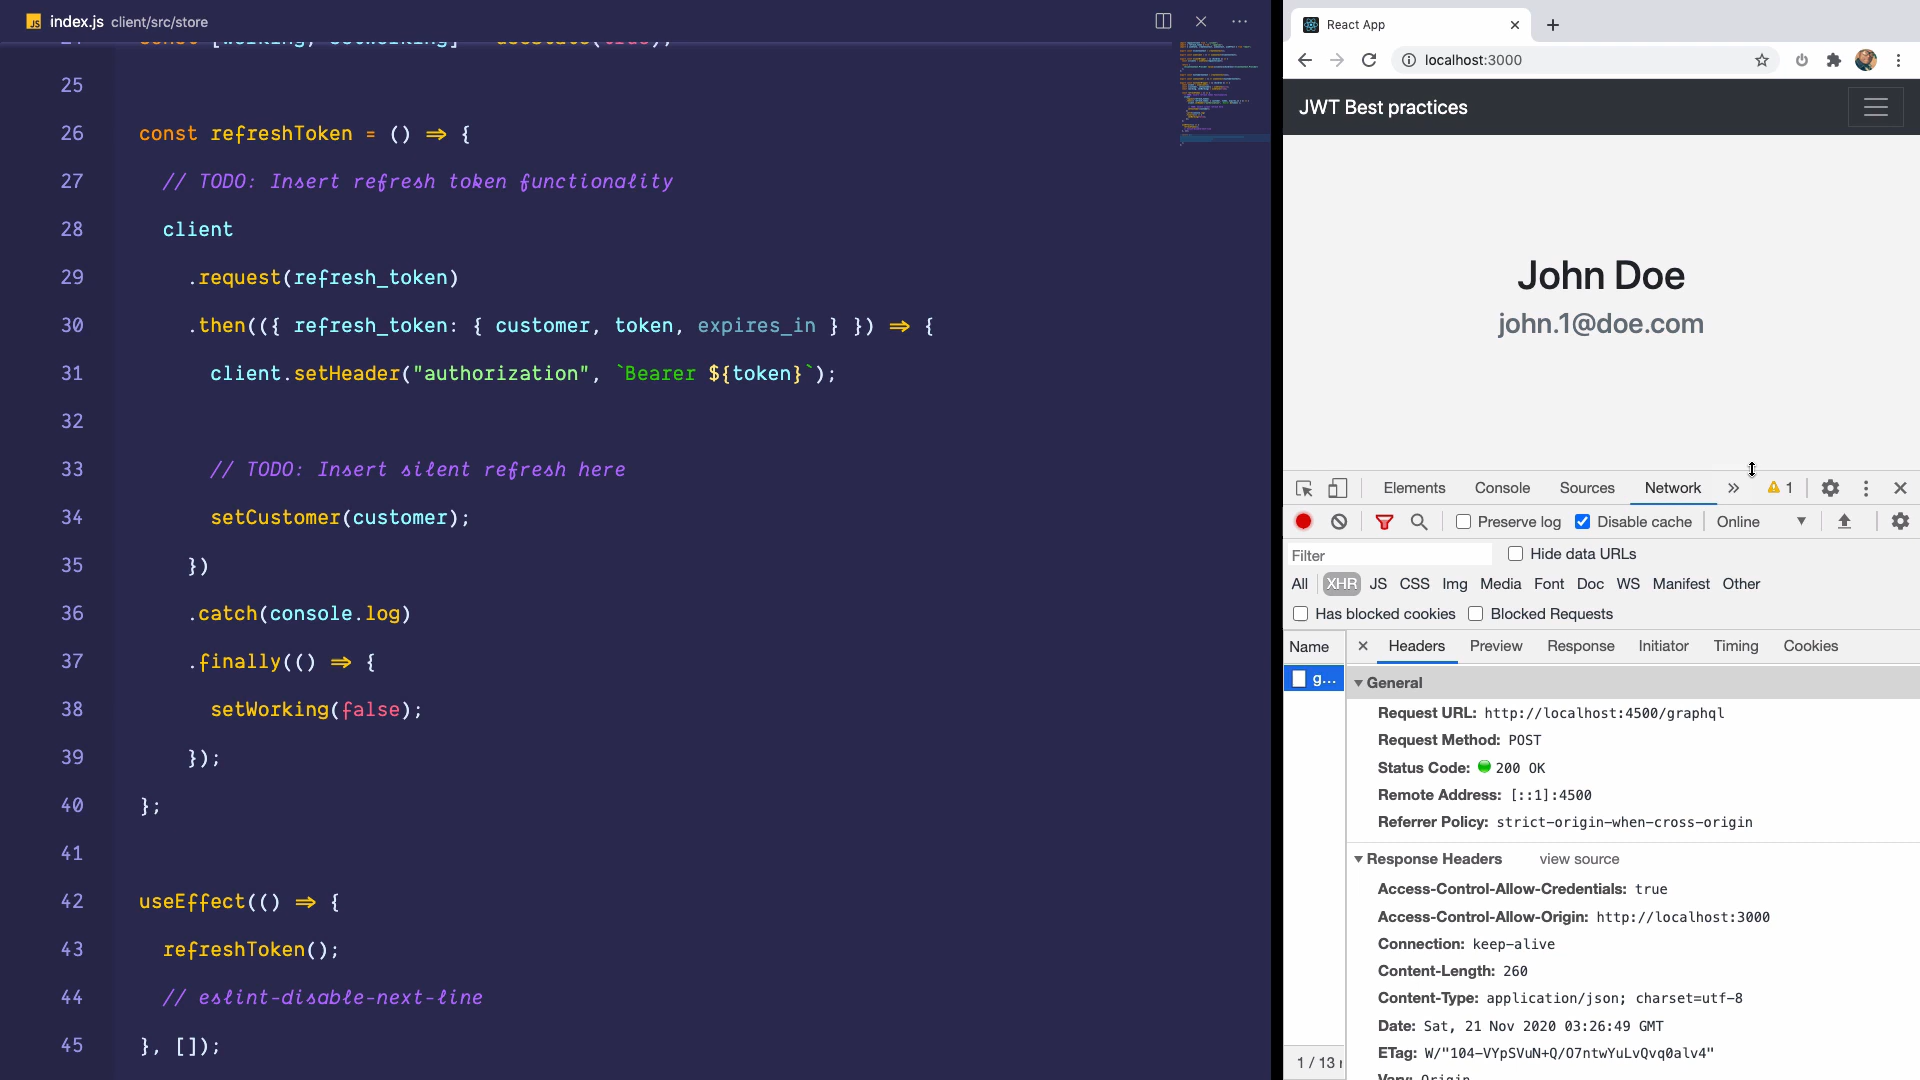 JS index.js client/src/store
25
26 const refreshToken = () => {
27 // TODO: Insert refresh token functionality
28 client
29 .request(refresh_token)
30 .then(({ refresh_token: { customer, token, expires_in } }) => {
31 client.setHeader("authorization", `Bearer ${token}`);
32
33 // TODO: Insert silent refresh here
34 setCustomer(customer);
35 })
36 .catch(console.log)
37 .finally(() => {
38 setWorking(false);
39 });
40 };
41
42 useEffect(() => {
43 refreshToken();
44 // eslint-disable-next-line
45 }, []);
React App
localhost:3000
JWT Best practices
John Doe
john.1@doe.com
Elements Console Sources Network » 1
Preserve log Disable cache Online
Filter Hide data URLs
All XHR JS CSS Img Media Font Doc WS Manifest Other
Has blocked cookies Blocked Requests
Name Headers Preview Response Initiator Timing Cookies
g...
General
Request URL: http://localhost:4500/graphql
Request Method: POST
Status Code: 200 OK
Remote Address: [::1]:4500
Referrer Policy: strict-origin-when-cross-origin
Response Headers view source
Access-Control-Allow-Credentials: true
Access-Control-Allow-Origin: http://localhost:3000
Connection: keep-alive
Content-Length: 260
Content-Type: application/json; charset=utf-8
Date: Sat, 21 Nov 2020 03:26:49 GMT
ETag: W/"104-VYpSVuN+Q/O7ntwYuLvQvq0alv4"
Vary: Origin
1 / 13